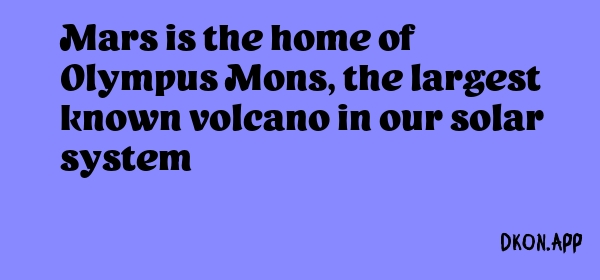 Mars is the home of
Olympus Mons, the largest
known volcano in our solar
system
DKON.APP